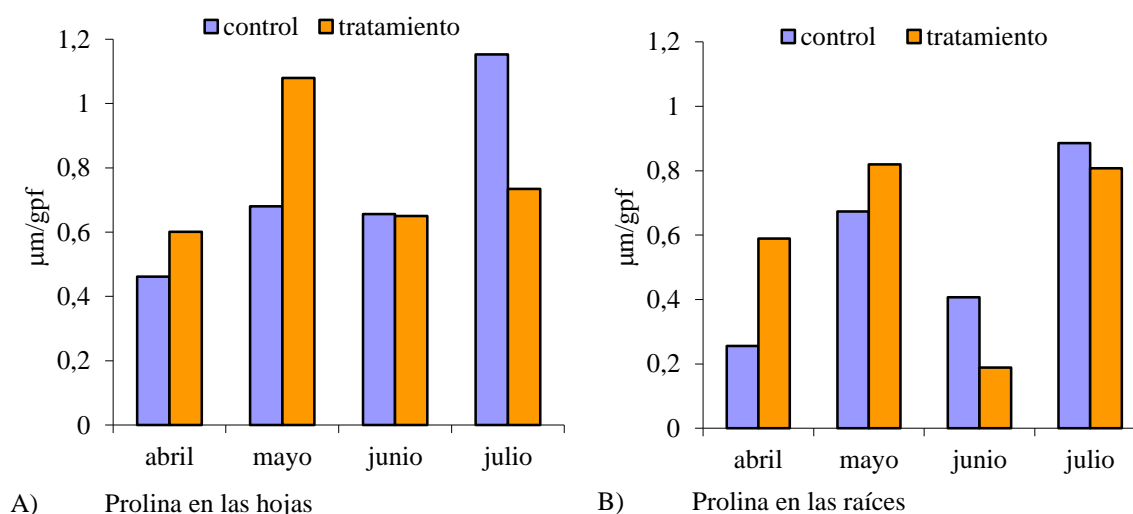 control tratamiento
1,2
1
0,8
0,6
0,4
0,2
0
µm/gpf
abril mayo junio julio
A) Prolina en las hojas
control tratamiento
1,2
1
0,8
0,6
0,4
0,2
0
µm/gpf
abril mayo junio julio
B) Prolina en las raíces